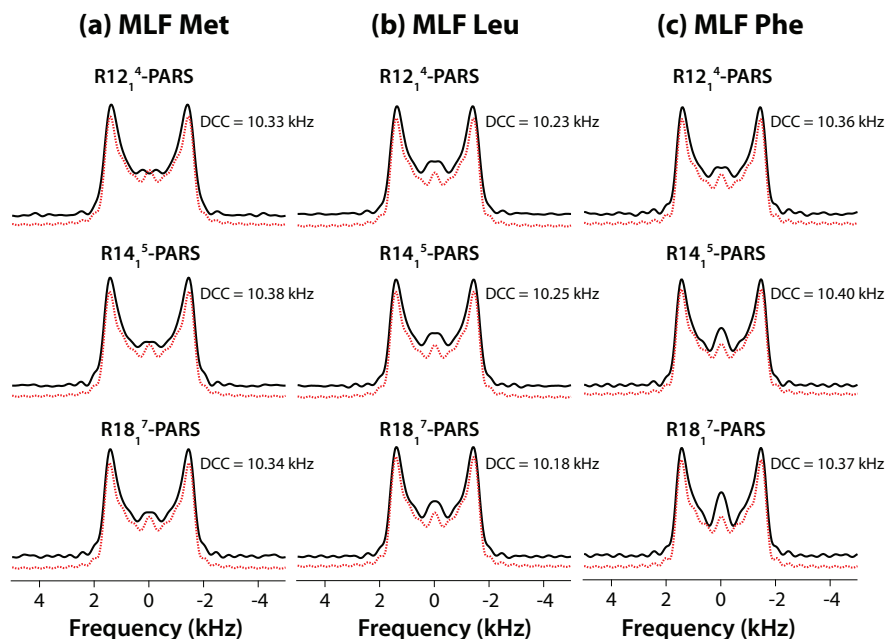 (a) MLF Met
(b) MLF Leu
(c) MLF Phe
R12₁⁴-PARS
R12₁⁴-PARS
R12₁⁴-PARS
DCC = 10.33 kHz
DCC = 10.23 kHz
DCC = 10.36 kHz
R14₁⁵-PARS
R14₁⁵-PARS
R14₁⁵-PARS
DCC = 10.38 kHz
DCC = 10.25 kHz
DCC = 10.40 kHz
R18₁⁷-PARS
R18₁⁷-PARS
R18₁⁷-PARS
DCC = 10.34 kHz
DCC = 10.18 kHz
DCC = 10.37 kHz
4 2 0 -2 -4
4 2 0 -2 -4
4 2 0 -2 -4
Frequency (kHz)
Frequency (kHz)
Frequency (kHz)